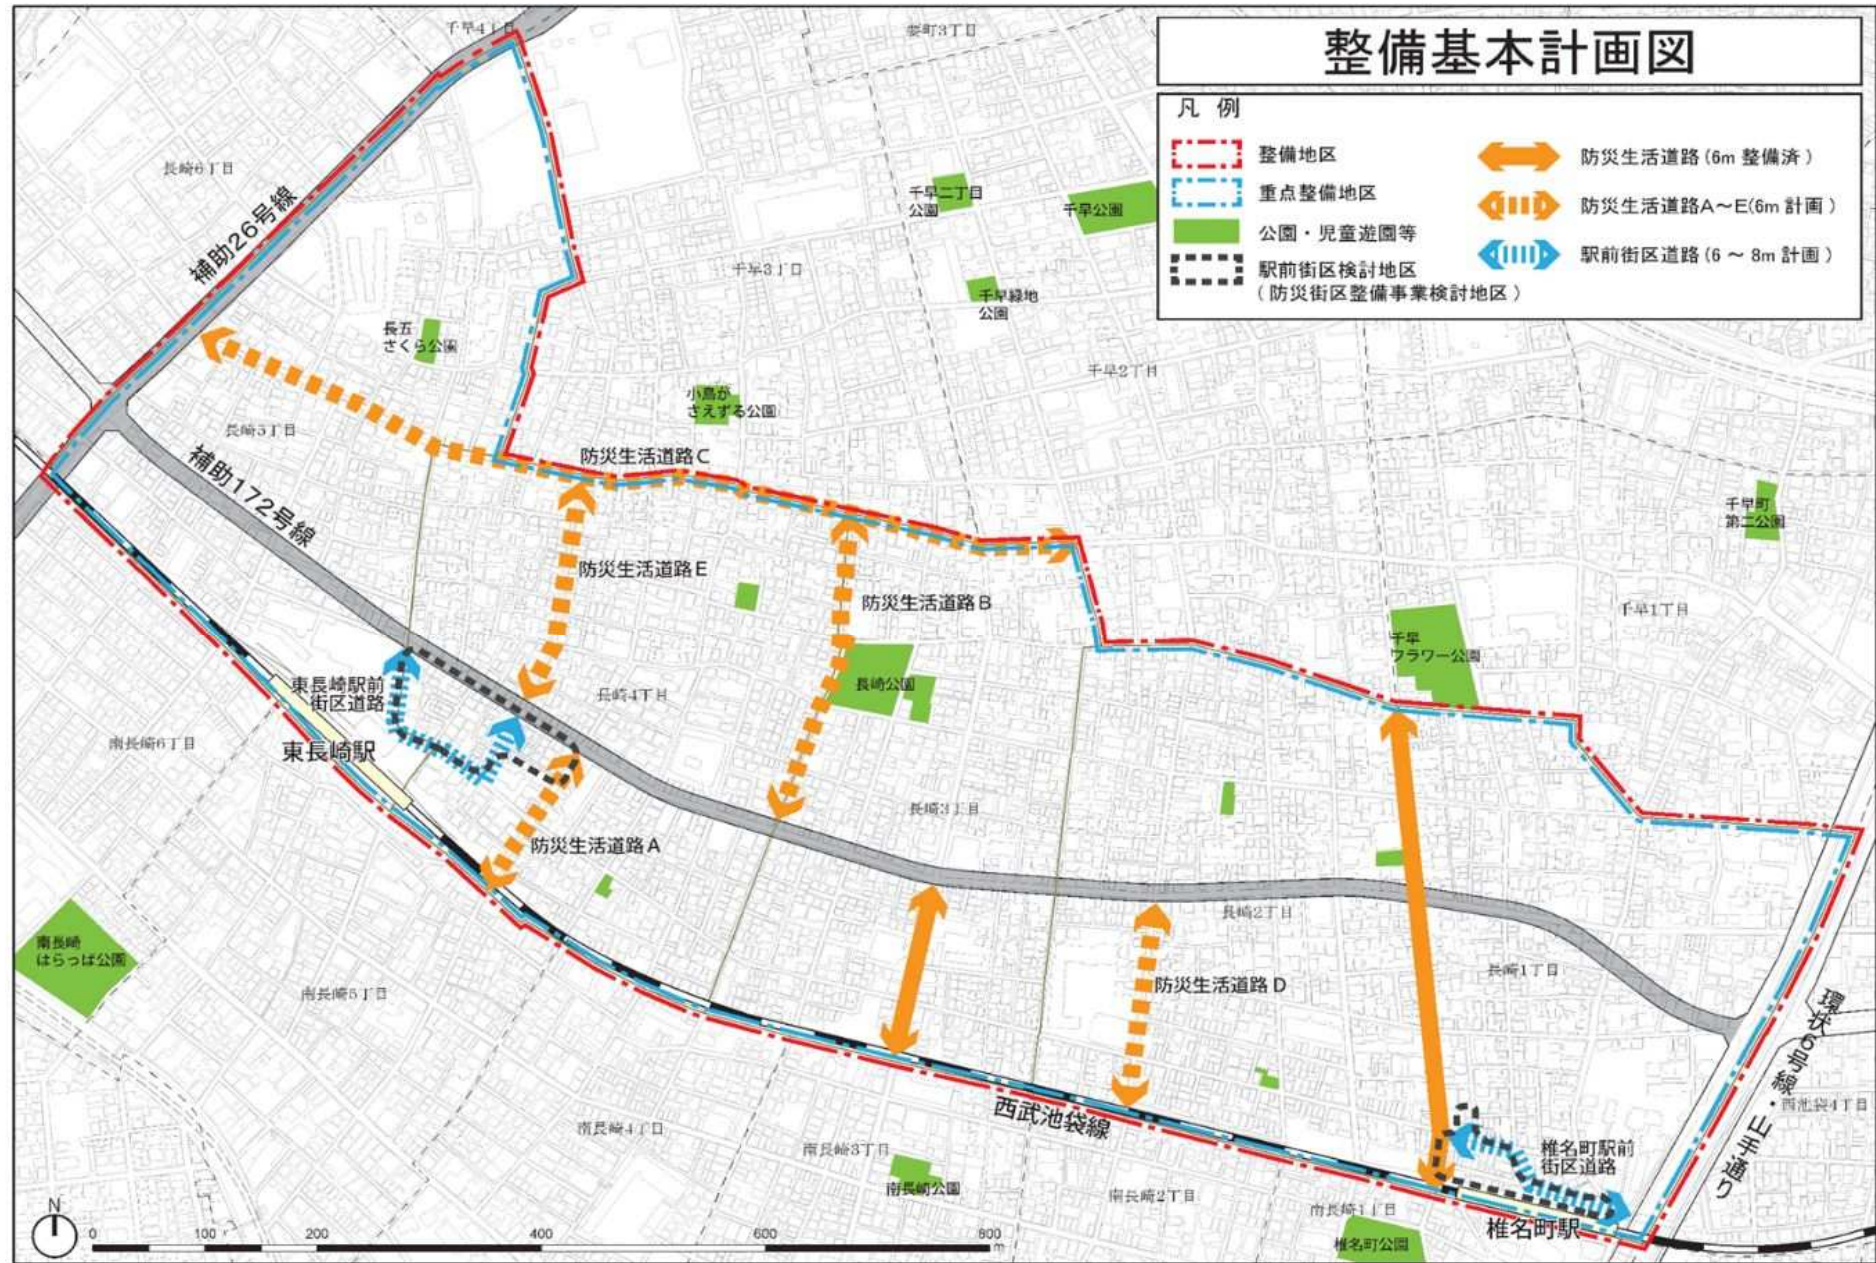 整備基本計画図
凡 例
整備地区
重点整備地区
公園・児童遊園等
駅前街区検討地区
(防災街区整備事業検討地区)
防災生活道路(6m 整備済)
防災生活道路A～E(6m 計画)
駅前街区道路(6～8m 計画)
千早4丁目
要町3丁目
長崎6丁目
補助26号線
千早二丁目
公園
千早公園
千早3丁目
千早緑地
公園
長五
さくら公園
千早2丁目
小鳥が
さえずる公園
長崎5丁目
防災生活道路C
補助172号線
千早町
第二公園
防災生活道路E
防災生活道路B
千早1丁目
千早
フラワー公園
東長崎駅前
街区道路
長崎4丁目
長崎公園
南長崎6丁目
東長崎駅
長崎3丁目
防災生活道路A
長崎2丁目
南長崎
はらっぱ公園
長崎1丁目
南長崎5丁目
防災生活道路D
環状6号線・山手通り
西池袋4丁目
西武池袋線
南長崎4丁目
南長崎3丁目
椎名町駅前
街区道路
南長崎公園
南長崎2丁目
南長崎1丁目
椎名町駅
椎名町公園
N
0 100 200 400 600 800
m